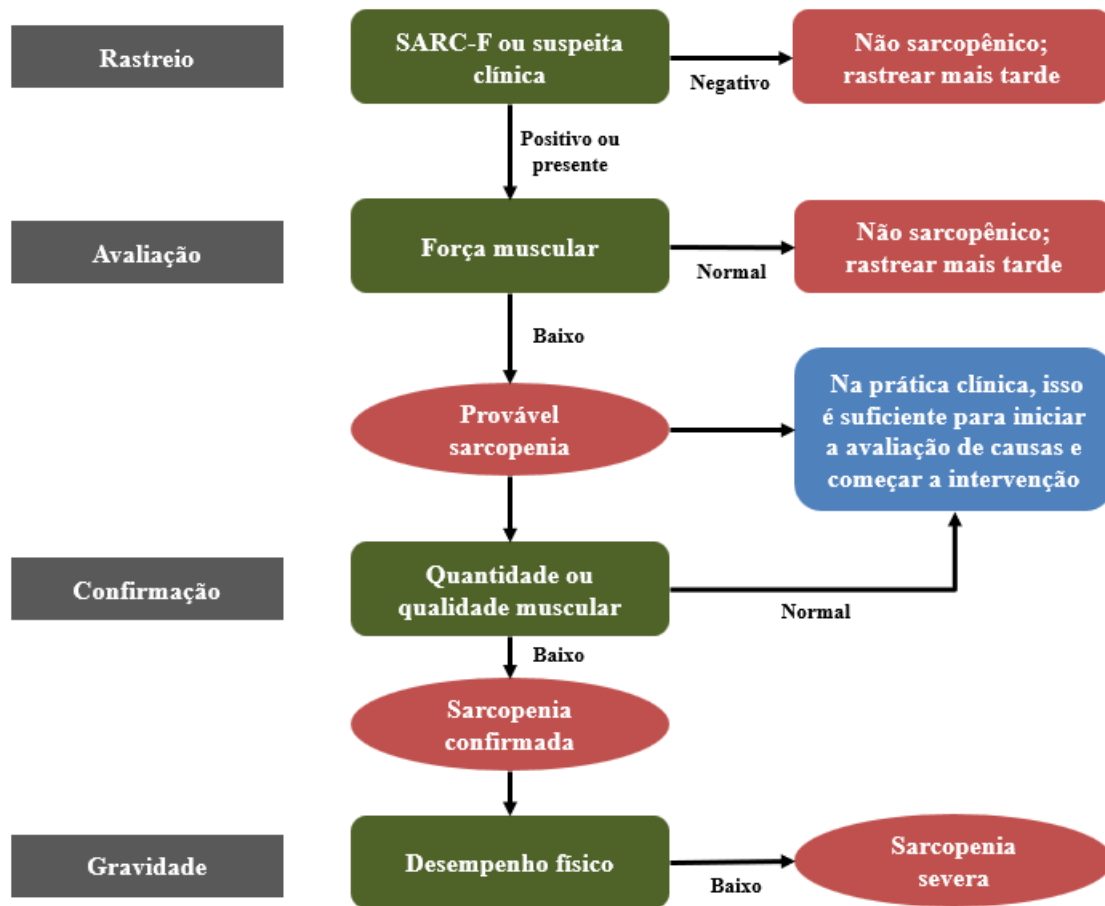 Rastreio
SARC-F ou suspeita
clínica
Negativo
Não sarcopênico;
rastrear mais tarde
Positivo ou
presente
Avaliação
Força muscular
Normal
Não sarcopênico;
rastrear mais tarde
Baixo
Provável
sarcopenia
Na prática clínica, isso
é suficiente para iniciar
a avaliação de causas e
começar a intervenção
Confirmação
Quantidade ou
qualidade muscular
Normal
Baixo
Sarcopenia
confirmada
Gravidade
Desempenho físico
Baixo
Sarcopenia
severa